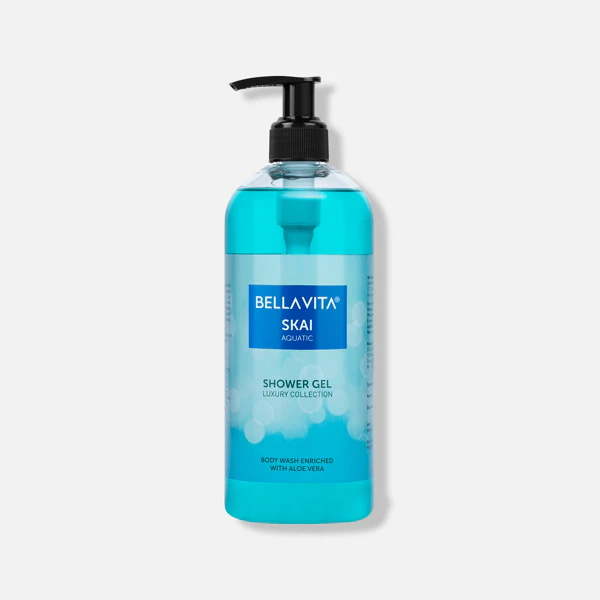 BELLAVITA®
SKAI
AQUATIC
SHOWER GEL
LUXURY COLLECTION
BODY WASH ENRICHED
WITH ALOE VERA